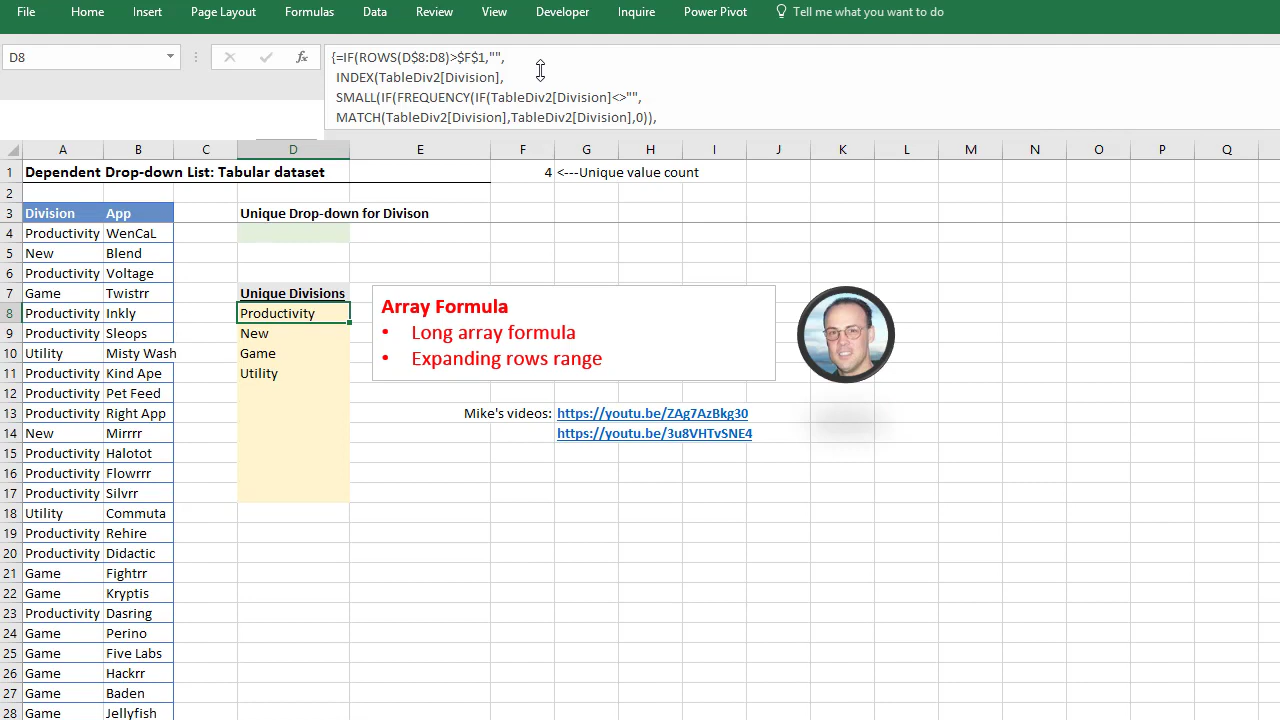 File Home Insert Page Layout Formulas Data Review View Developer Inquire Power Pivot Tell me what you want to do
D8 fx {=IF(ROWS(D$8:D8)>$F$1,"",
INDEX(TableDiv2[Division],
SMALL(IF(FREQUENCY(IF(TableDiv2[Division]<>"",
MATCH(TableDiv2[Division],TableDiv2[Division],0)),
A B C D E F G H I J K L M N O P Q
1 Dependent Drop-down List: Tabular dataset 4 <---Unique value count
2
3 Division App Unique Drop-down for Divison
4 Productivity WenCaL
5 New Blend
6 Productivity Voltage
7 Game Twistrr Unique Divisions
8 Productivity Inkly Productivity
9 Productivity Sleops New
10 Utility Misty Wash Game
11 Productivity Kind Ape Utility
Array Formula
• Long array formula
• Expanding rows range
12 Productivity Pet Feed
13 Productivity Right App Mike's videos: https://youtu.be/ZAg7AzBkg30
14 New Mirrrr https://youtu.be/3u8VHTvSNE4
15 Productivity Halotot
16 Productivity Flowrrr
17 Productivity Silvrr
18 Utility Commuta
19 Productivity Rehire
20 Productivity Didactic
21 Game Fightrr
22 Game Kryptis
23 Productivity Dasring
24 Game Perino
25 Game Five Labs
26 Game Hackrr
27 Game Baden
28 Game Jellyfish